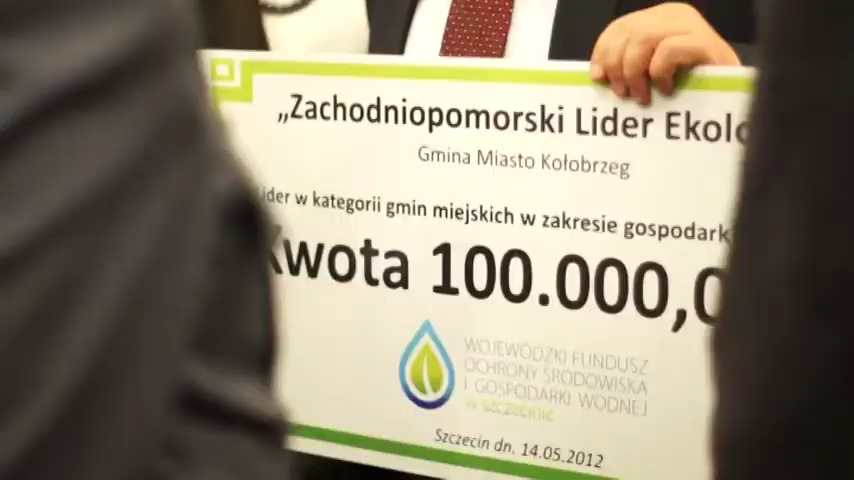 „Zachodniopomorski Lider Ekolo
Gmina Miasto Kołobrzeg
ider w kategorii gmin miejskich w zakresie gospodark
Kwota 100.000,0
WOJEWÓDZKI FUNDUSZ
OCHRONY ŚRODOWISKA
I GOSPODARKI WODNEJ
W SZCZECINIE
Szczecin dn. 14.05.2012